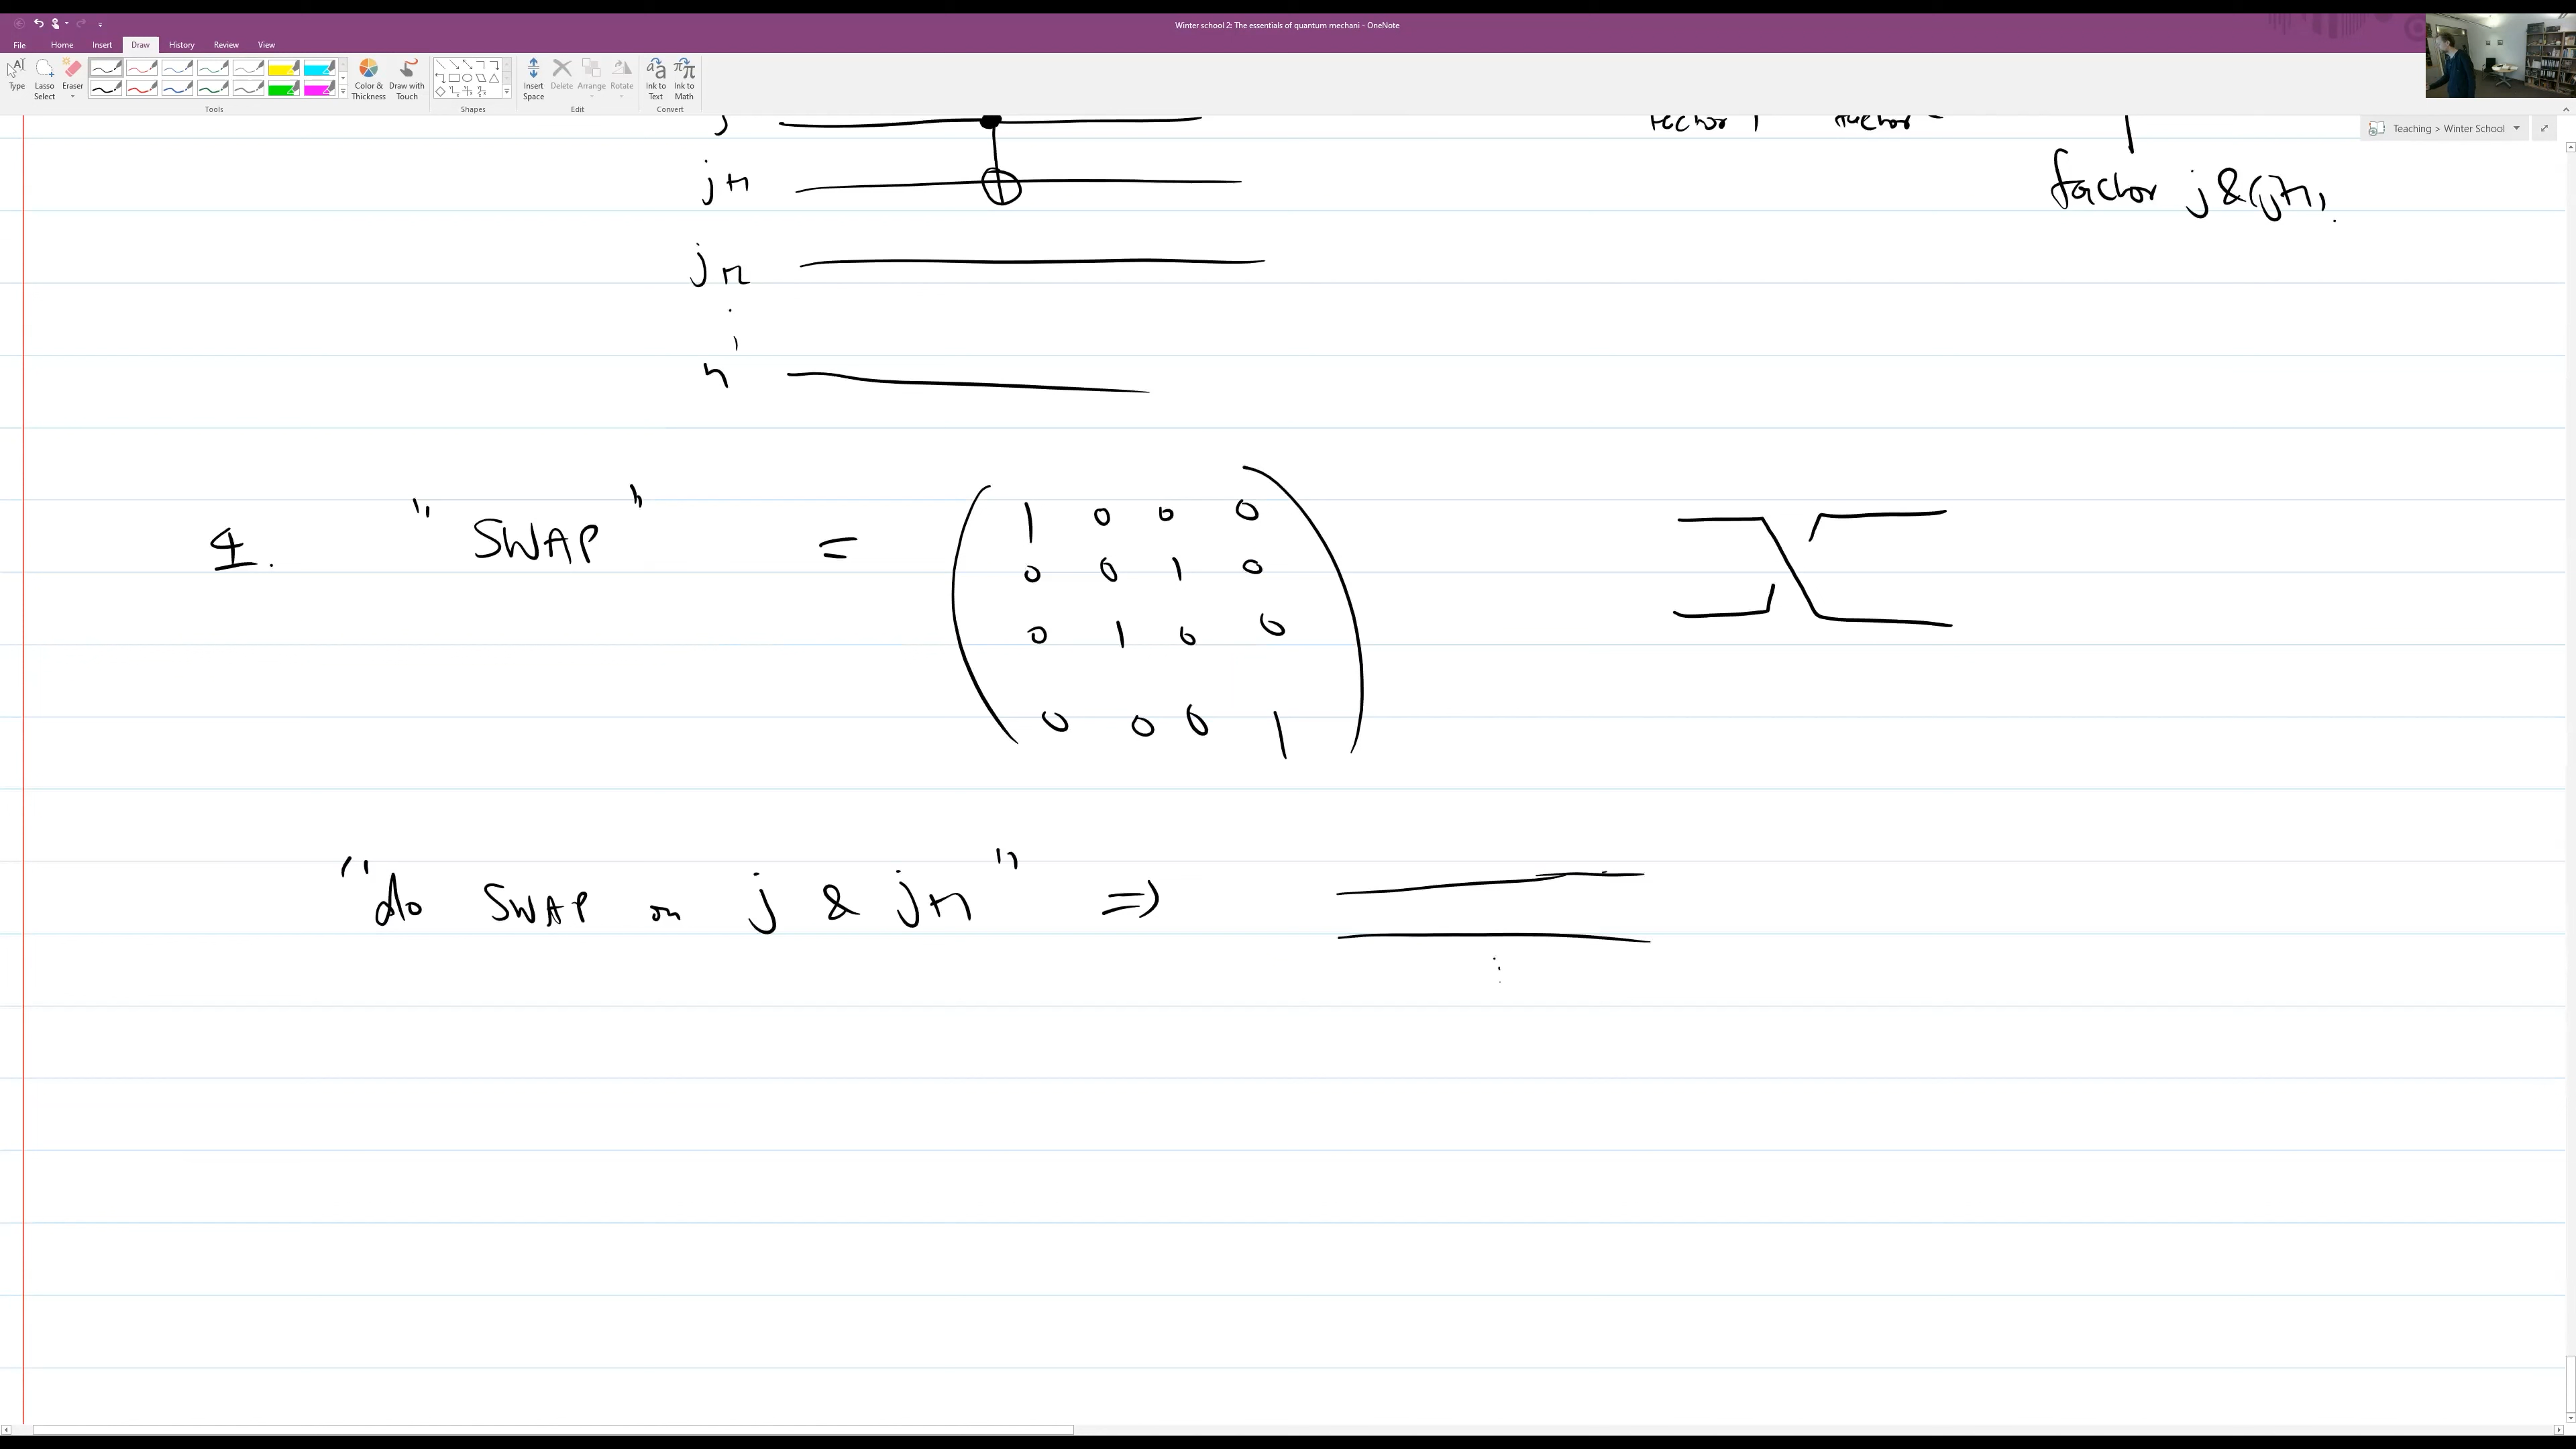 Winter school 2: The essentials of quantum mechani - OneNote
File Home Insert Draw History Review View
Type Lasso Select Eraser Color & Thickness Draw with Touch Insert Space Delete Arrange Rotate Ink to Text Ink to Math
Tools Shapes Edit Convert
Teaching > Winter School
j
j+1
factor j & (j+1).
j+2
n
4. "SWAP" =
1 0 0 0
0 0 1 0
0 1 0 0
0 0 0 1
"do SWAP on j & j+1" ⇒